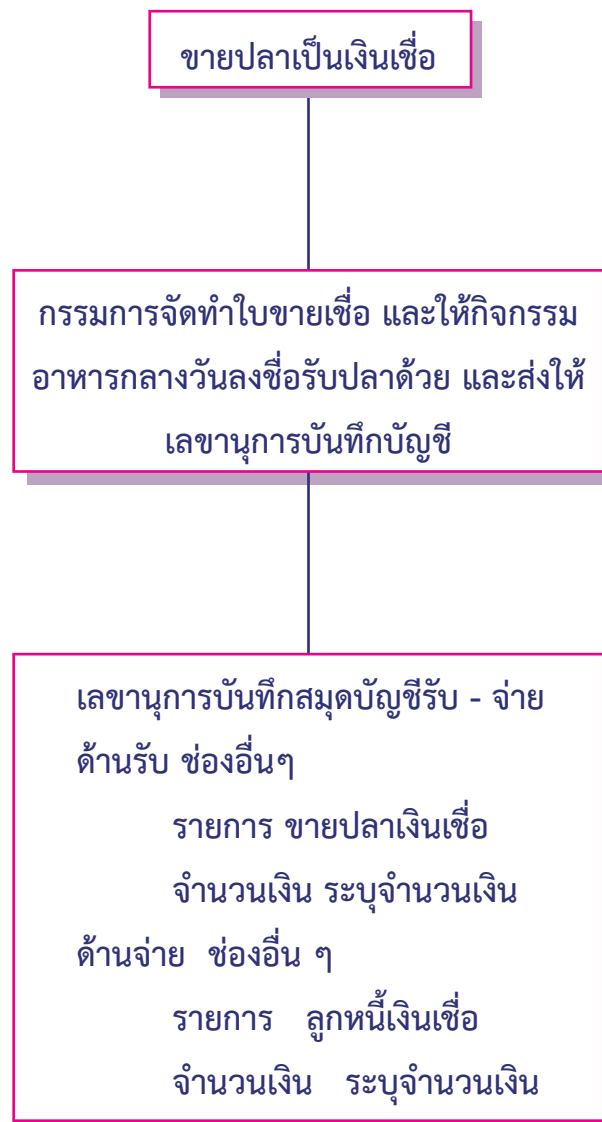 ขายปลาเป็นเงินเชื่อ
กรรมการจัดทำใบขายเชื่อ และให้กิจกรรม
อาหารกลางวันลงชื่อรับปลาด้วย และส่งให้
เลขานุการบันทึกบัญชี
เลขานุการบันทึกสมุดบัญชีรับ - จ่าย
ด้านรับ ช่องอื่นๆ
รายการ ขายปลาเงินเชื่อ
จำนวนเงิน ระบุจำนวนเงิน
ด้านจ่าย ช่องอื่น ๆ
รายการ ลูกหนี้เงินเชื่อ
จำนวนเงิน ระบุจำนวนเงิน